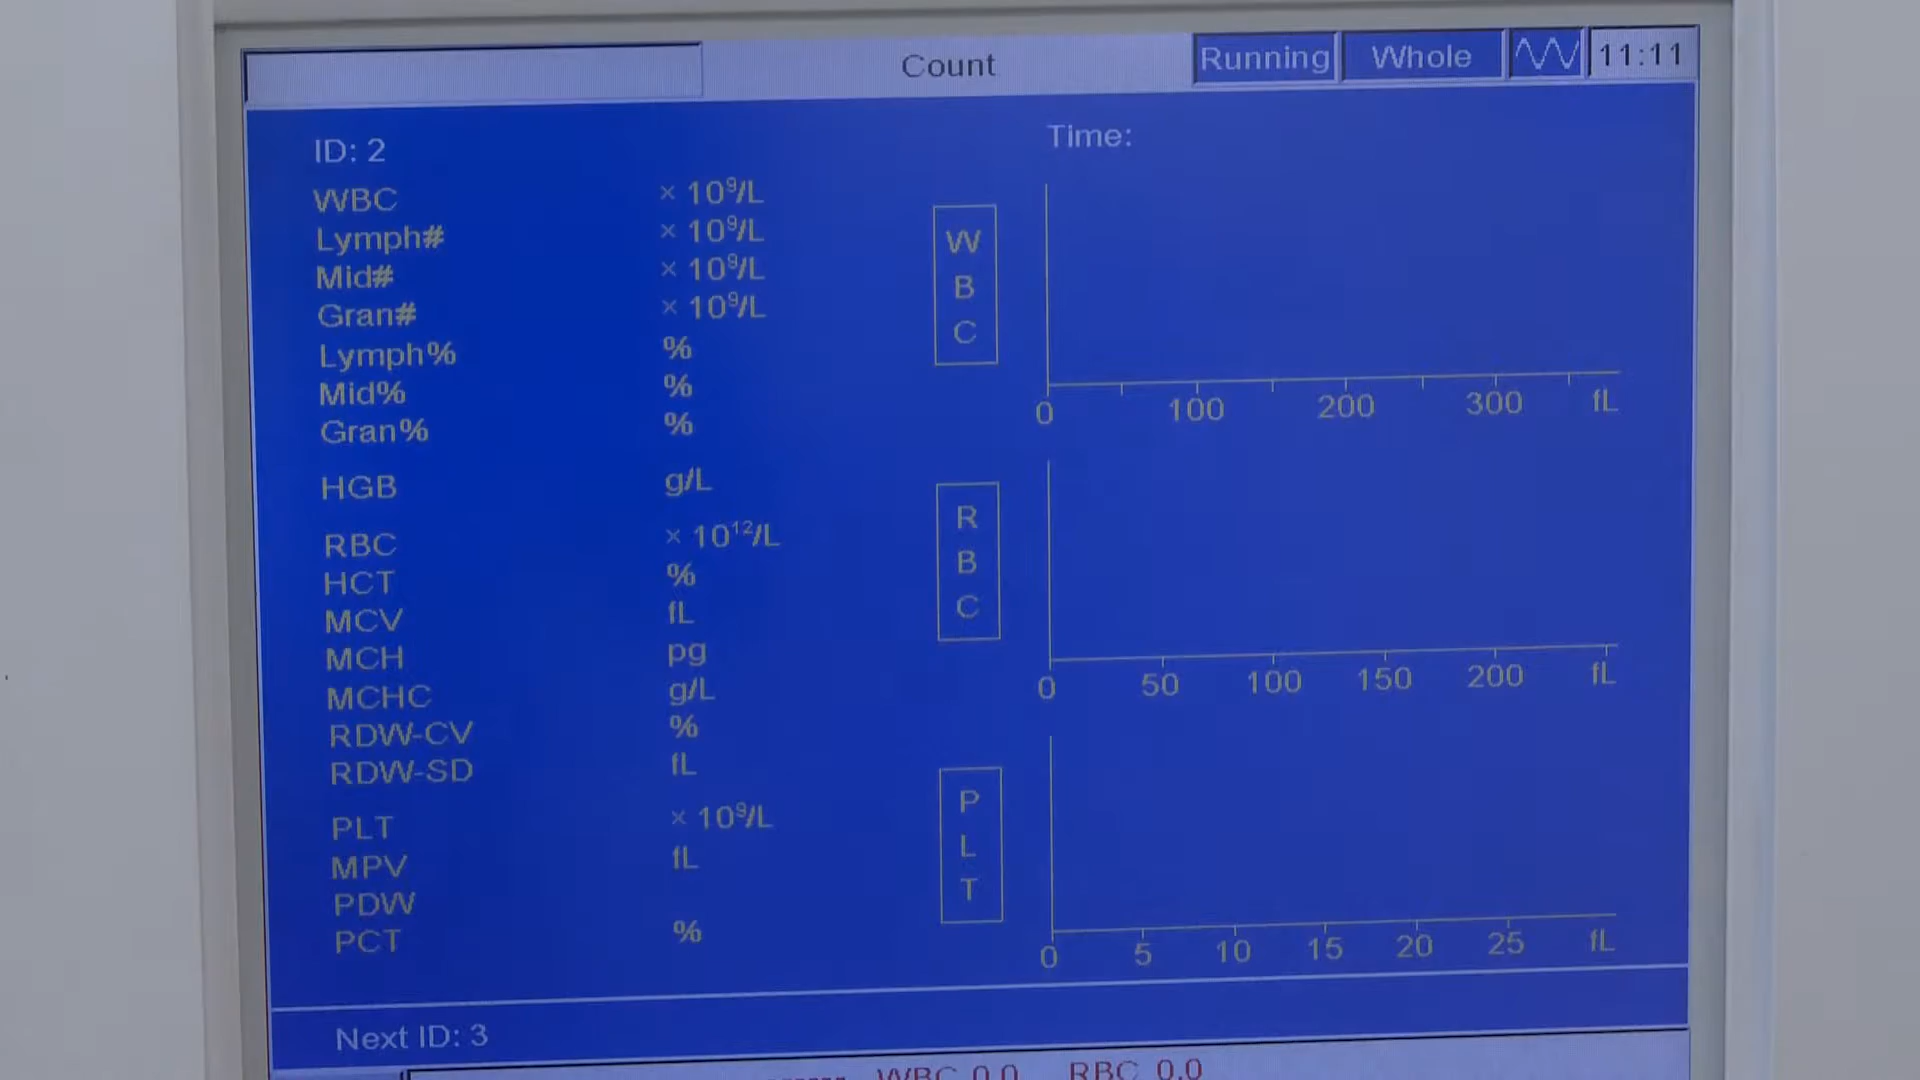 Count Running Whole 11:11
ID: 2 Time:
WBC × 10⁹/L
Lymph# × 10⁹/L
Mid# × 10⁹/L
Gran# × 10⁹/L
Lymph% %
Mid% %
Gran% %
HGB g/L
RBC × 10¹²/L
HCT %
MCV fL
MCH pg
MCHC g/L
RDW-CV %
RDW-SD fL
PLT × 10⁹/L
MPV fL
PDW
PCT %
WBC
0 100 200 300 fL
RBC
0 50 100 150 200 fL
PLT
0 5 10 15 20 25 fL
Next ID: 3
WBC 0.0 RBC 0.0